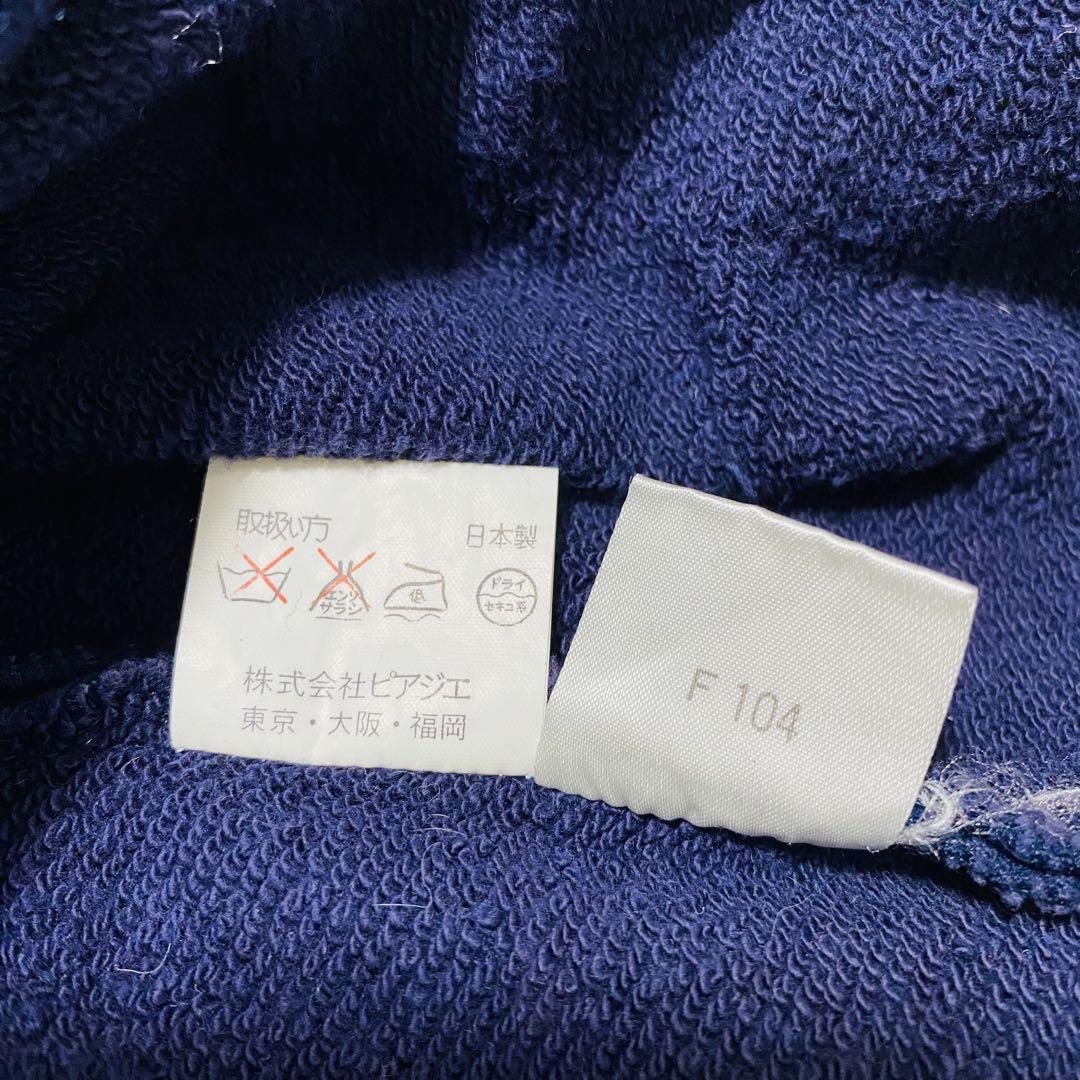 取扱い方 日本製
エンソ サラシ 低 ドライ セキユ系
株式会社ピアジエ
東京・大阪・福岡
F 104